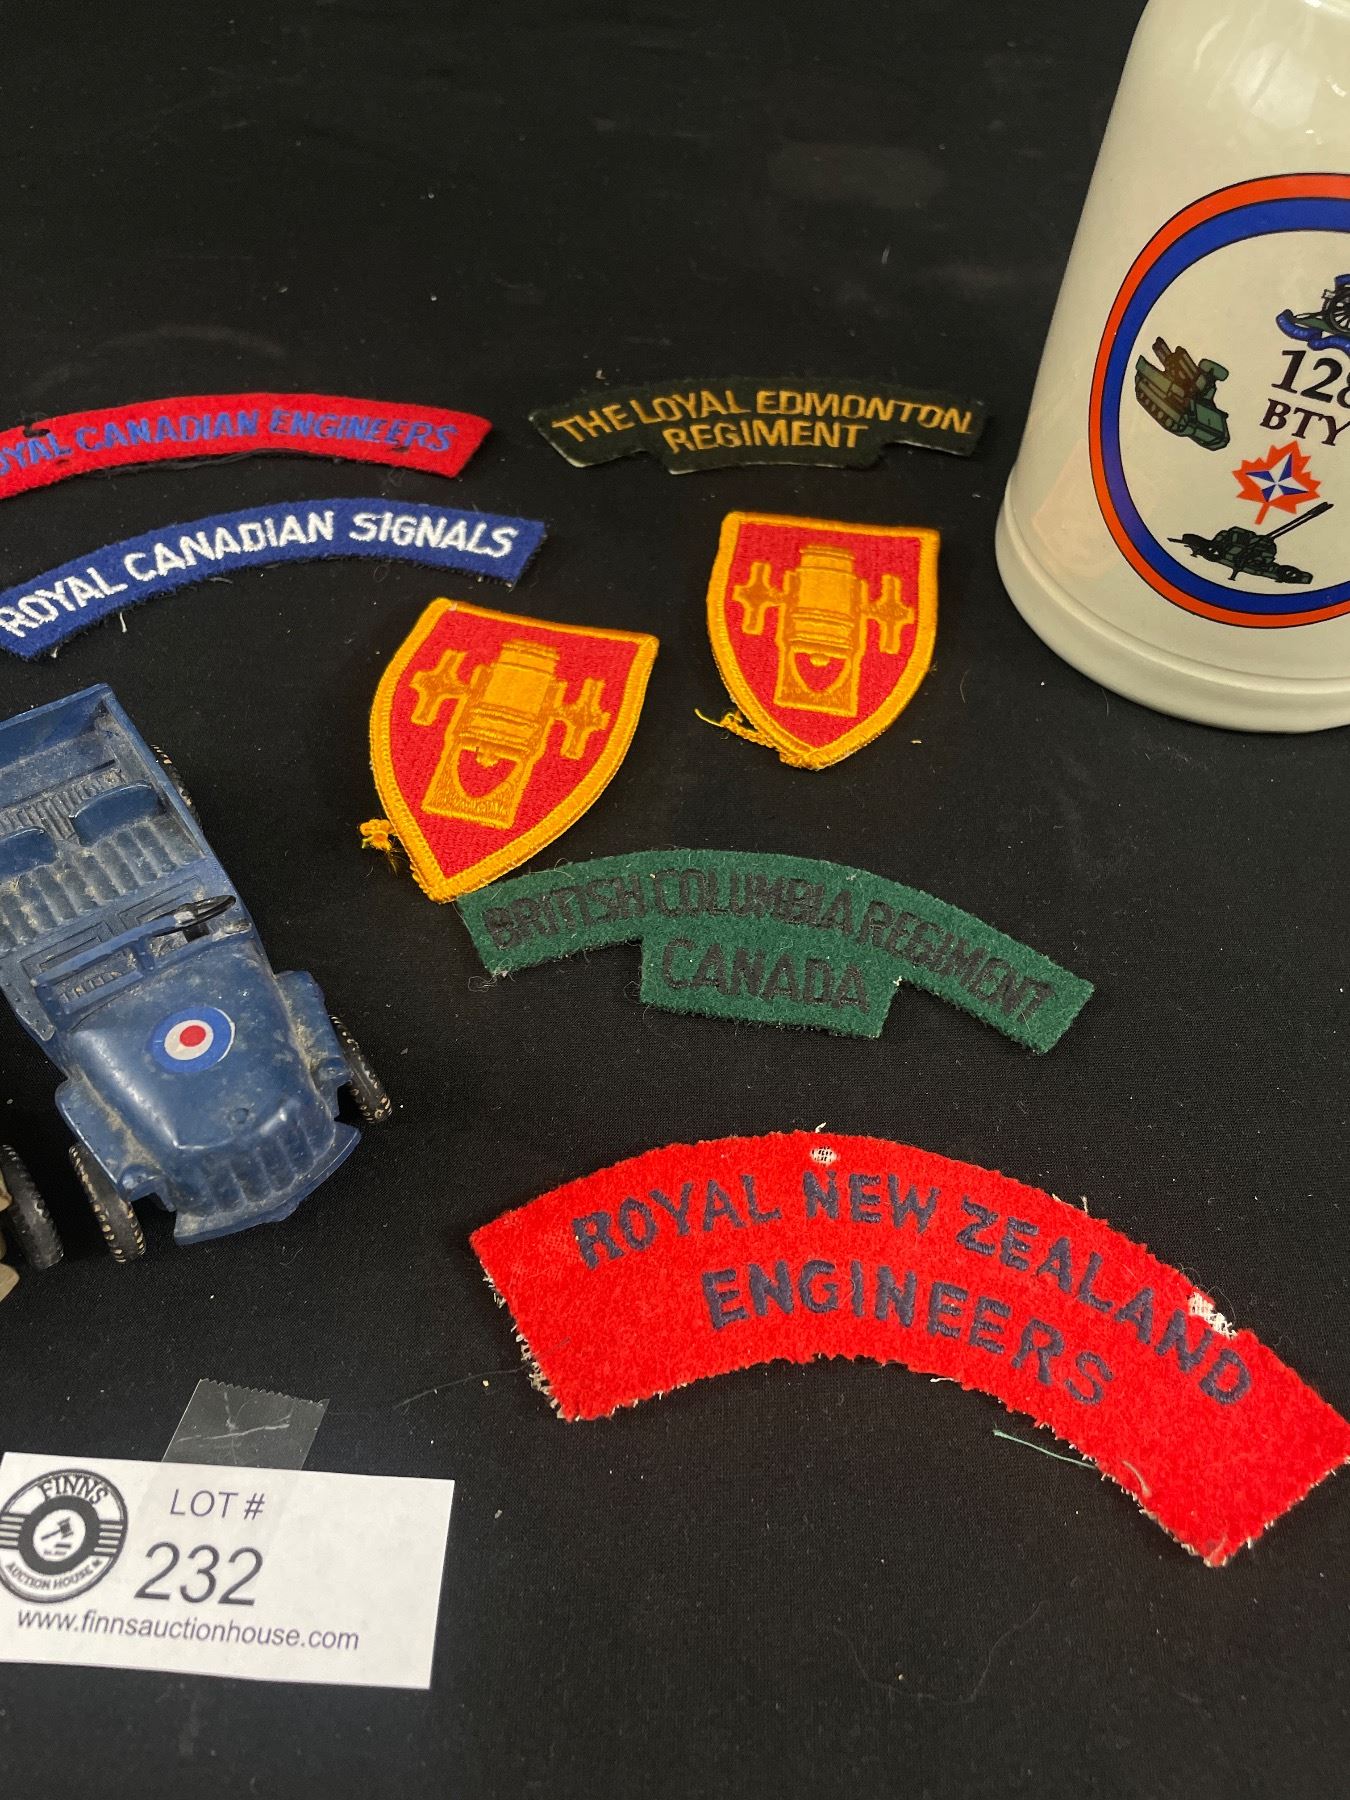 CANADIAN ENGINEERS
THE LOYAL EDMONTON
REGIMENT
ROYAL CANADIAN SIGNALS
128
BTY
BRITISH COLUMBIA REGIMENT
CANADA
ROYAL NEW ZEALAND
ENGINEERS
FINNS
AUCTION HOUSE
LOT #
232
www.finnsauctionhouse.com